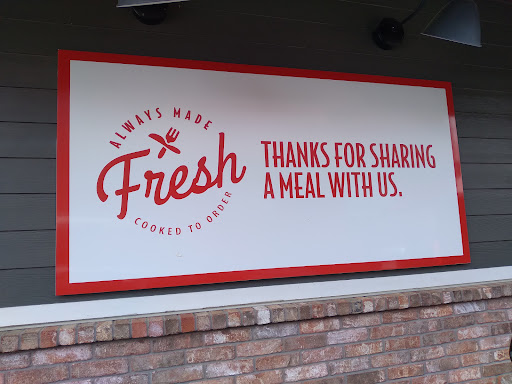 ALWAYS MADE
Fresh
COOKED TO ORDER
THANKS FOR SHARING
A MEAL WITH US.